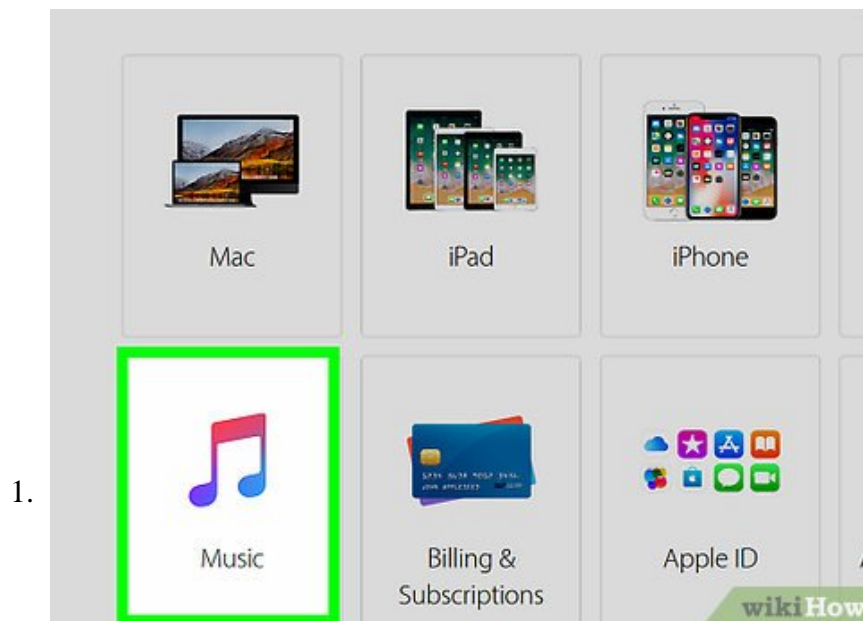 Mac
iPad
iPhone
1.
Music
Billing &
Subscriptions
Apple ID
wikiHow